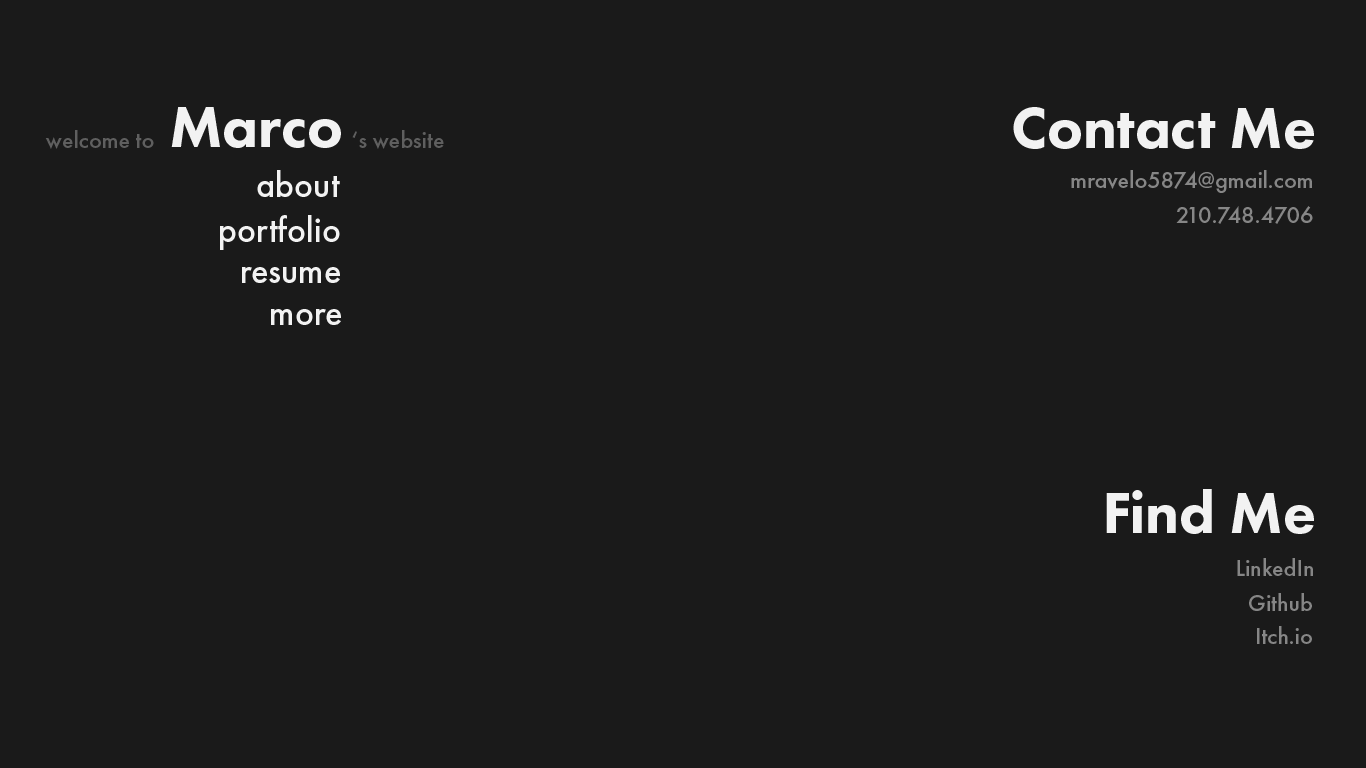 welcome to Marco ‘s website
about
portfolio
resume
more
Contact Me
mravelo5874@gmail.com
210.748.4706
Find Me
LinkedIn
Github
Itch.io